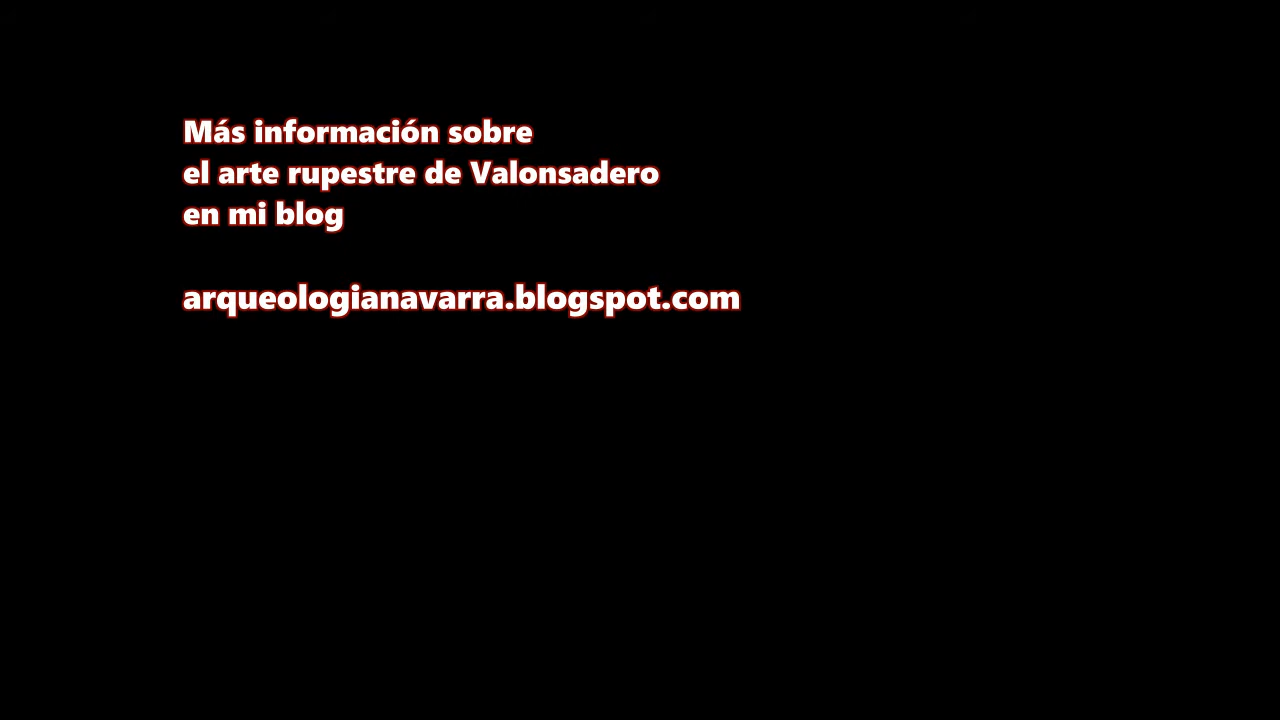 Más información sobre
el arte rupestre de Valonsadero
en mi blog
arqueologianavarra.blogspot.com